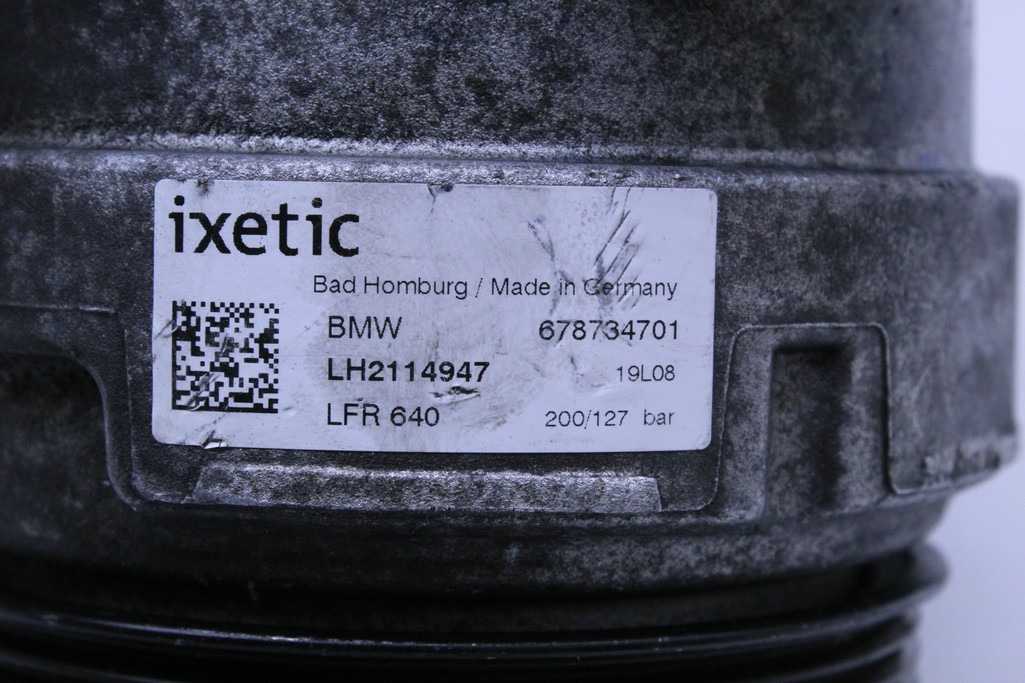 ixetic
Bad Homburg / Made in Germany
BMW 678734701
LH2114947 19L08
LFR 640 200/127 bar